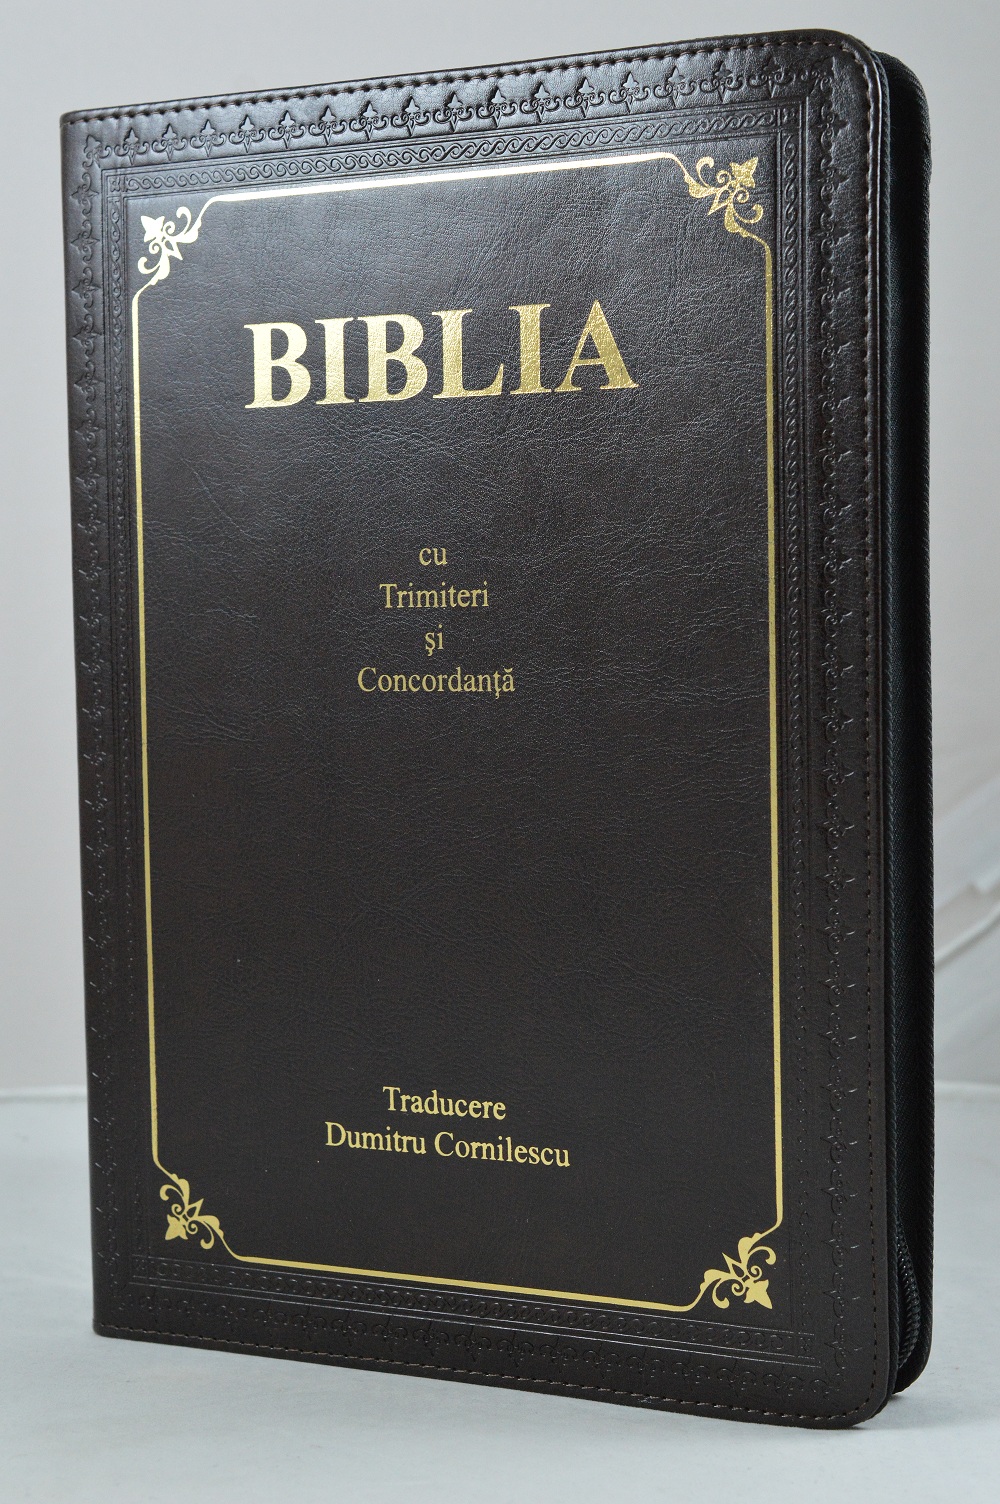 BIBLIA
cu
Trimiteri
şi
Concordanţă
Traducere
Dumitru Cornilescu